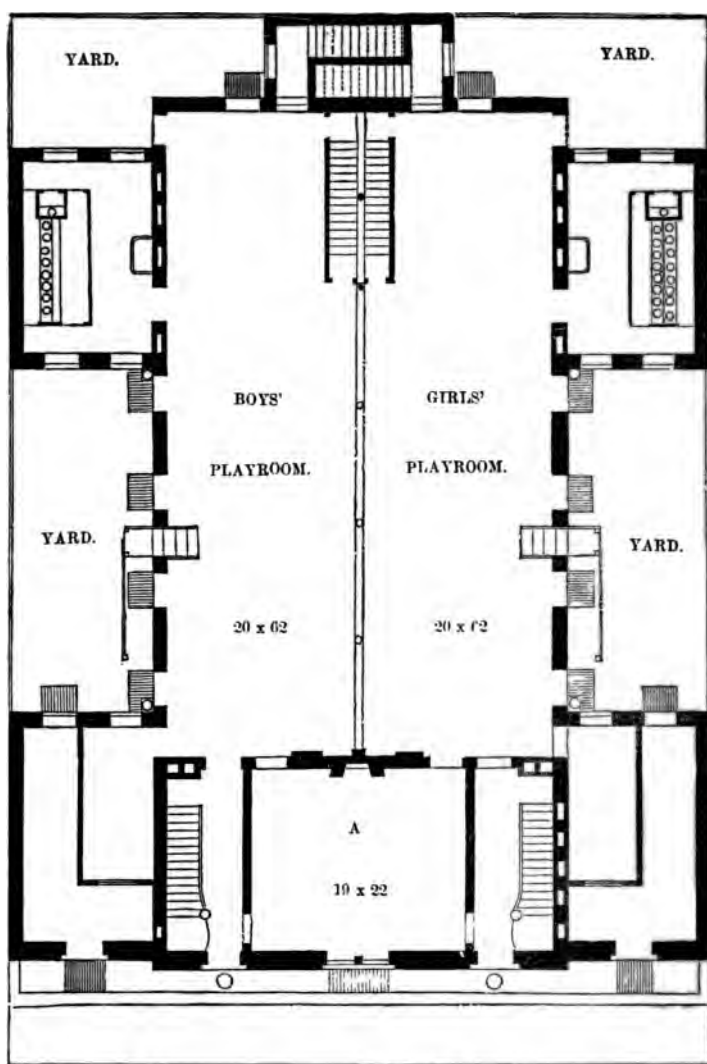 YARD.
YARD.
BOYS'
PLAYROOM.
GIRLS'
PLAYROOM.
YARD.
YARD.
20 x 62
20 x 62
A
19 x 22